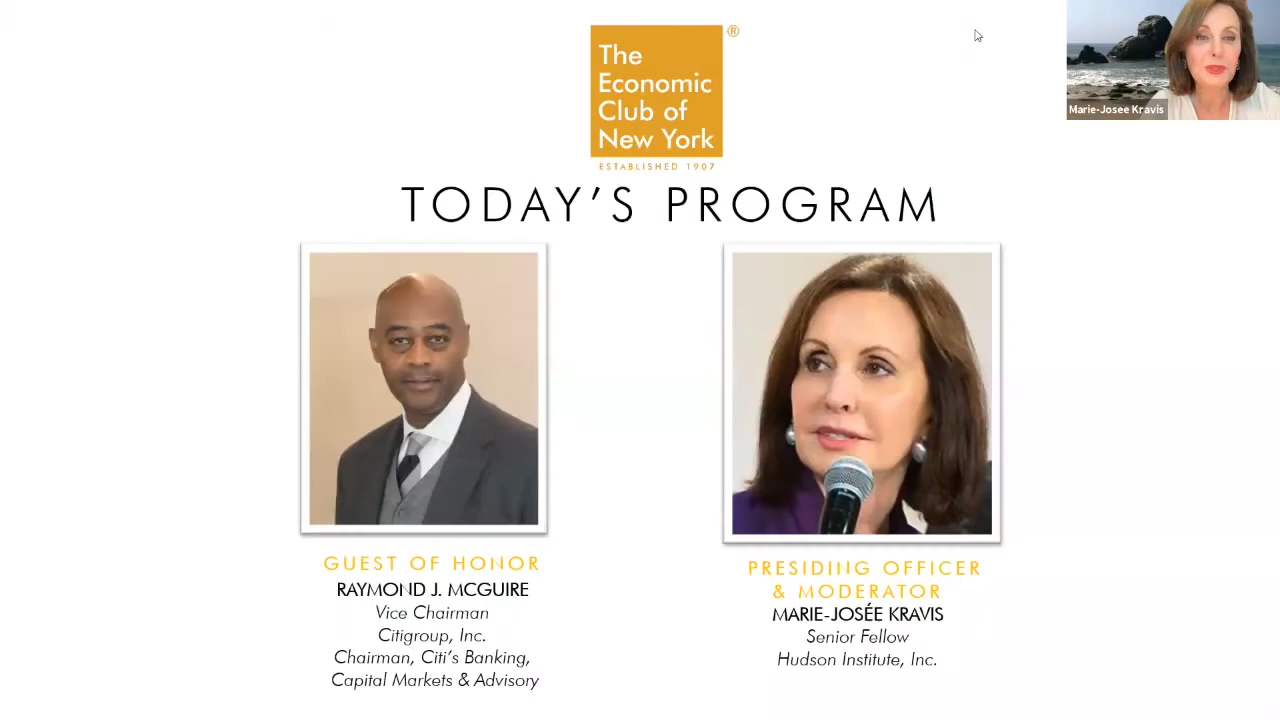 The
Economic
Club of
New York
®
ESTABLISHED 1907
Marie-Josee Kravis
TODAY'S PROGRAM
GUEST OF HONOR
RAYMOND J. MCGUIRE
Vice Chairman
Citigroup, Inc.
Chairman, Citi's Banking,
Capital Markets & Advisory
PRESIDING OFFICER
& MODERATOR
MARIE-JOSÉE KRAVIS
Senior Fellow
Hudson Institute, Inc.